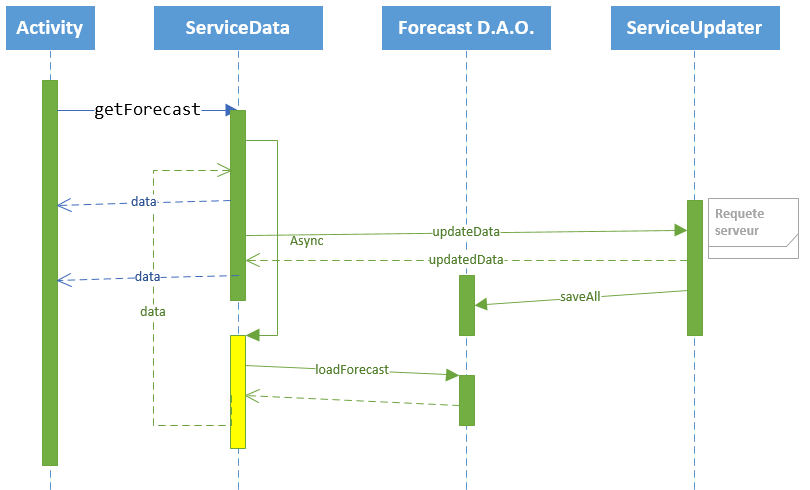 Activity
ServiceData
Forecast D.A.O.
ServiceUpdater
getForecast
data
Requete
serveur
updateData
Async
updatedData
data
saveAll
data
loadForecast